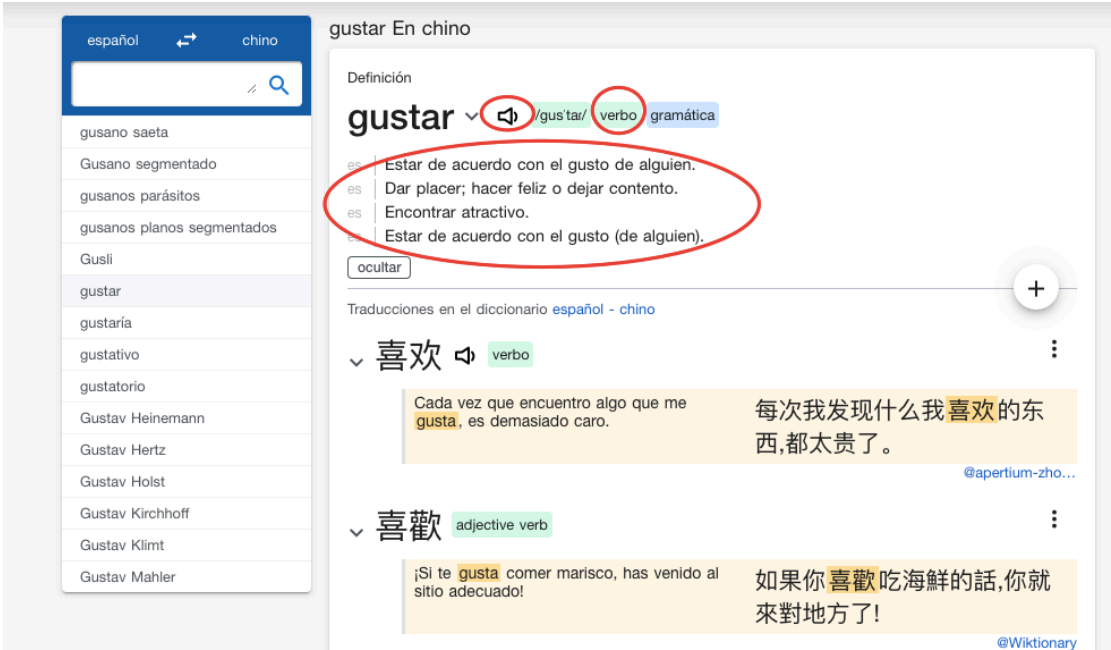 español
chino
gusano saeta
Gusano segmentado
gusanos parásitos
gusanos planos segmentados
Gusli
gustar
gustaría
gustativo
gustatorio
Gustav Heinemann
Gustav Hertz
Gustav Holst
Gustav Kirchhoff
Gustav Klimt
Gustav Mahler
gustar En chino
Definición
gustar /gusˈtaɾ/ verbo gramática
es Estar de acuerdo con el gusto de alguien.
es Dar placer; hacer feliz o dejar contento.
es Encontrar atractivo.
es Estar de acuerdo con el gusto (de alguien).
ocultar
+
Traducciones en el diccionario español - chino
喜欢 verbo
Cada vez que encuentro algo que me
gusta, es demasiado caro.
每次我发现什么我喜欢的东
西,都太贵了。
@apertium-zho...
喜歡 adjective verb
¡Si te gusta comer marisco, has venido al
sitio adecuado!
如果你喜歡吃海鮮的話,你就
來對地方了!
@Wiktionary